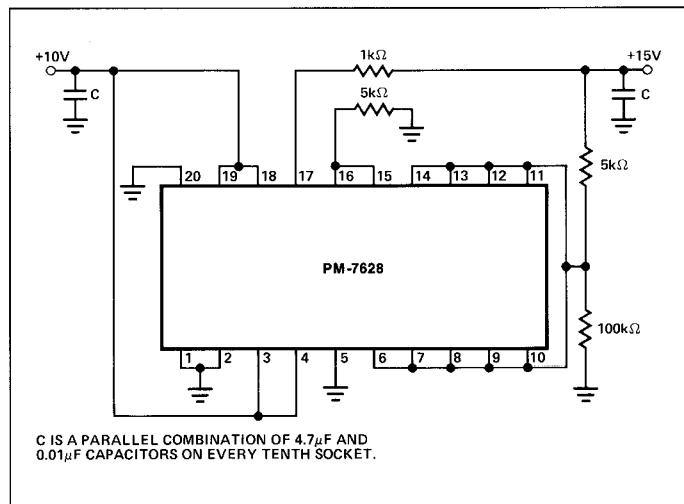 +10V
1kΩ
+15V
C
5kΩ
C
5kΩ
20 19 18 17 16 15 14 13 12 11
PM-7628
100kΩ
1 2 3 4 5 6 7 8 9 10
C IS A PARALLEL COMBINATION OF 4.7μF AND
0.01μF CAPACITORS ON EVERY TENTH SOCKET.